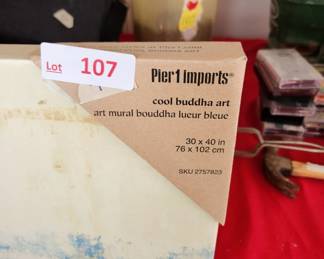 Lot 107
Pier 1 imports®
cool buddha art
art mural bouddha lueur bleue
30 x 40 in
76 x 102 cm
SKU 2757823